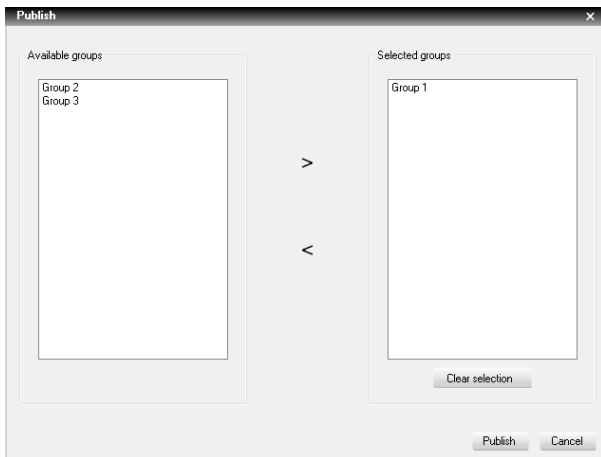 Publish
×
Available groups
Group 2
Group 3
>
<
Selected groups
Group 1
Clear selection
Publish
Cancel